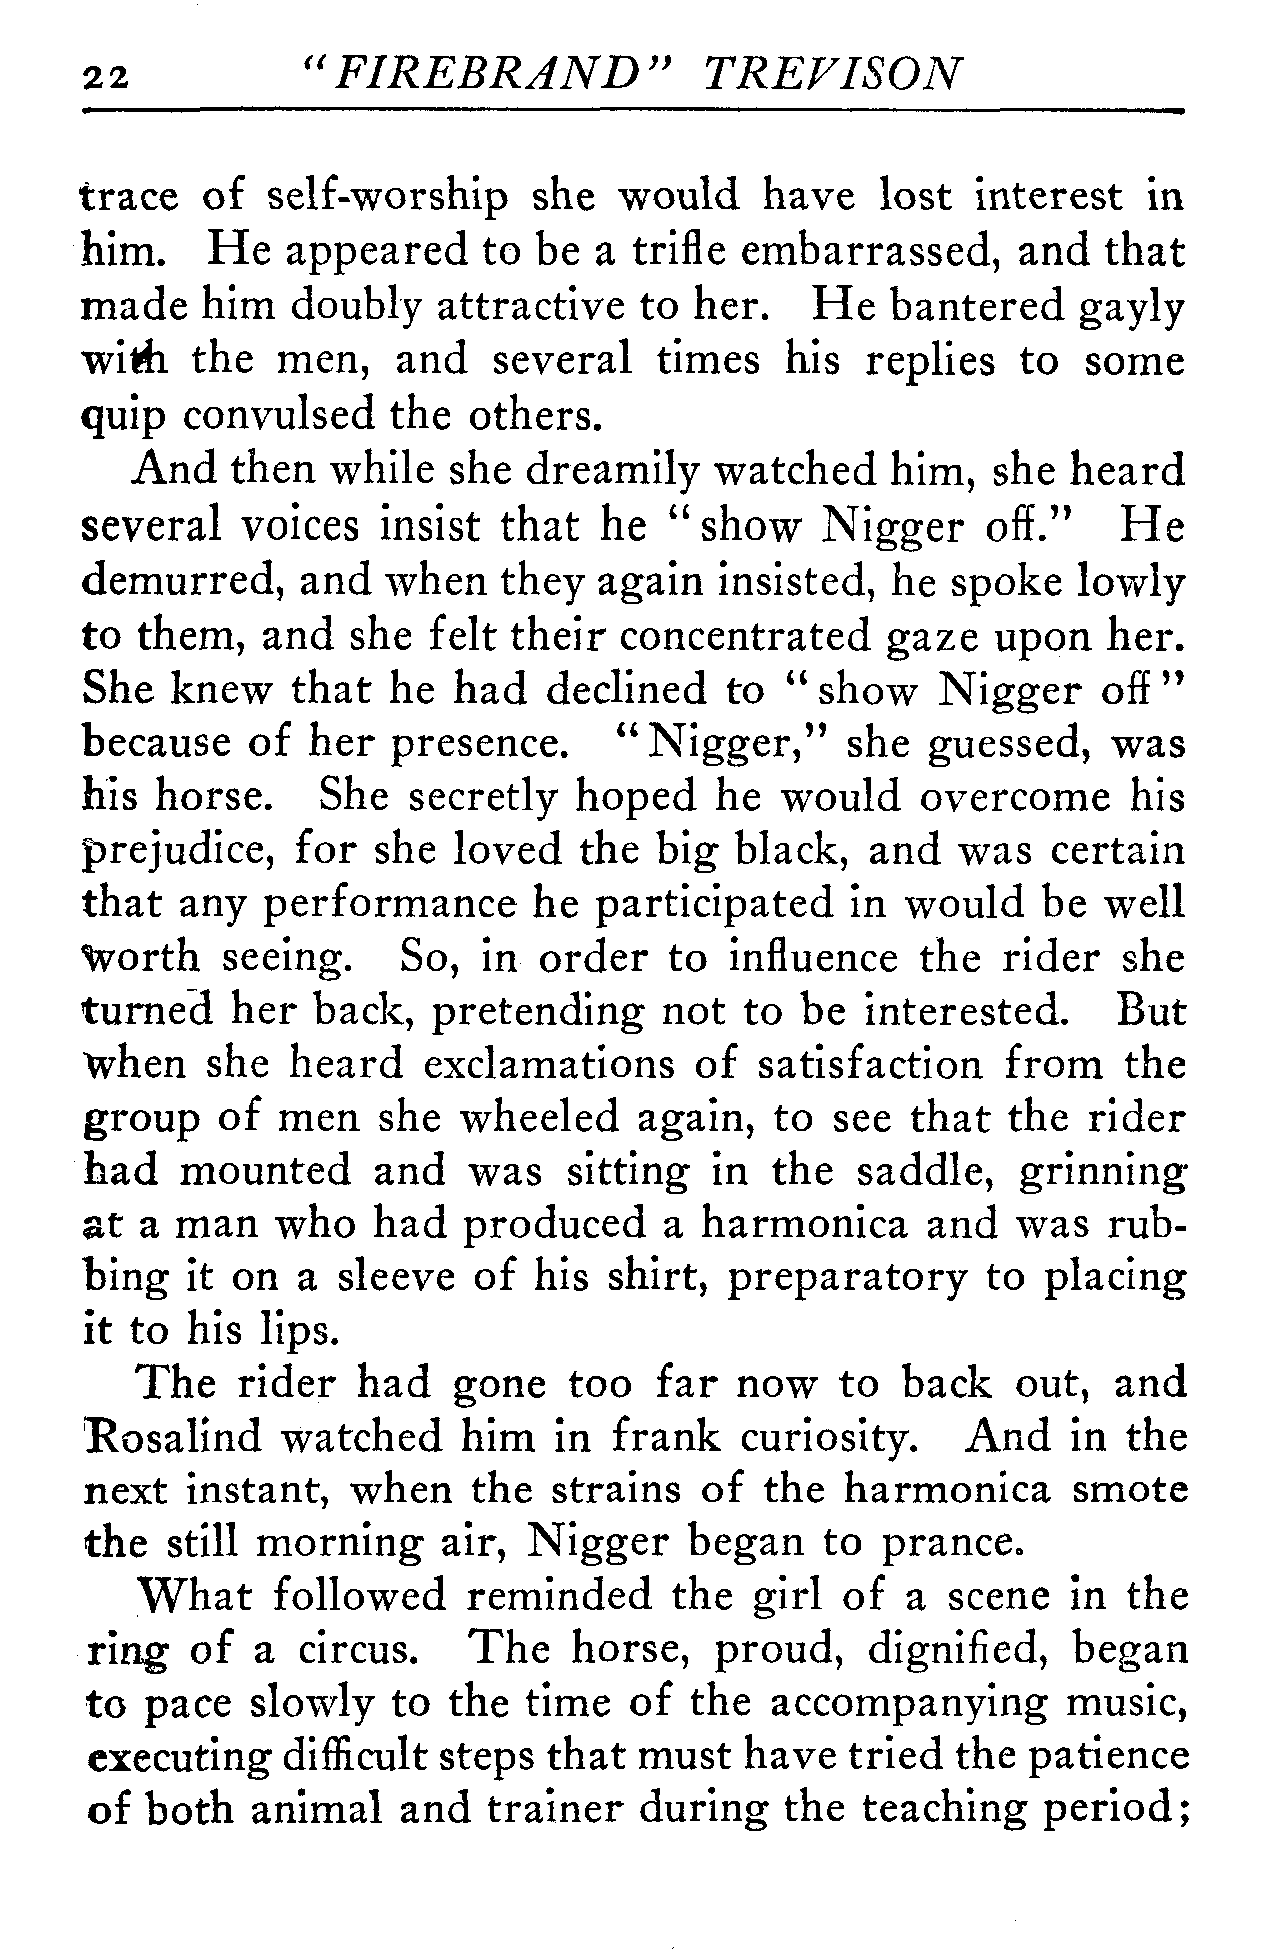 22 "FIREBRAND" TREVISON
trace of self-worship she would have lost interest in
him. He appeared to be a trifle embarrassed, and that
made him doubly attractive to her. He bantered gayly
with the men, and several times his replies to some
quip convulsed the others.
And then while she dreamily watched him, she heard
several voices insist that he "show Nigger off." He
demurred, and when they again insisted, he spoke lowly
to them, and she felt their concentrated gaze upon her.
She knew that he had declined to "show Nigger off"
because of her presence. "Nigger," she guessed, was
his horse. She secretly hoped he would overcome his
prejudice, for she loved the big black, and was certain
that any performance he participated in would be well
worth seeing. So, in order to influence the rider she
turned her back, pretending not to be interested. But
when she heard exclamations of satisfaction from the
group of men she wheeled again, to see that the rider
had mounted and was sitting in the saddle, grinning
at a man who had produced a harmonica and was rub-
bing it on a sleeve of his shirt, preparatory to placing
it to his lips.
The rider had gone too far now to back out, and
Rosalind watched him in frank curiosity. And in the
next instant, when the strains of the harmonica smote
the still morning air, Nigger began to prance.
What followed reminded the girl of a scene in the
ring of a circus. The horse, proud, dignified, began
to pace slowly to the time of the accompanying music,
executing difficult steps that must have tried the patience
of both animal and trainer during the teaching period;